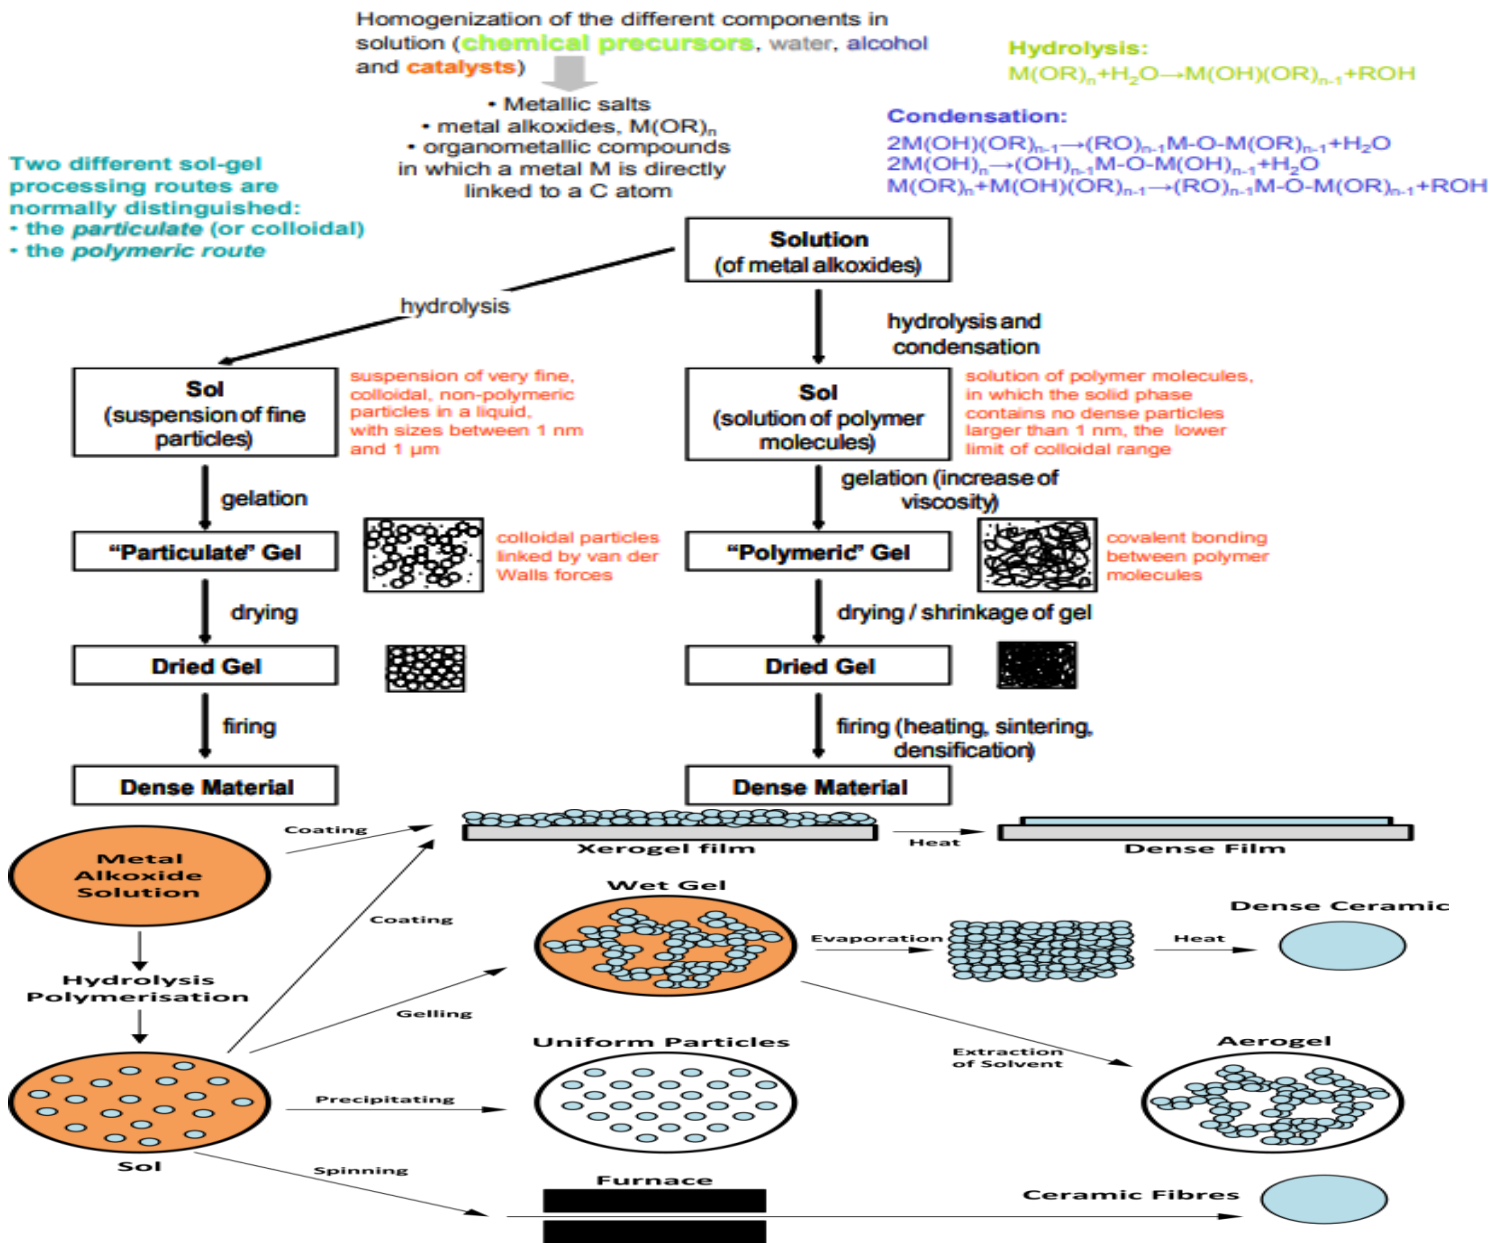 Homogenization of the different components in
solution (chemical precursors, water, alcohol
and catalysts)
• Metallic salts
• metal alkoxides, M(OR)n
• organometallic compounds
in which a metal M is directly
linked to a C atom
Hydrolysis:
M(OR)n+H2O→M(OH)(OR)n-1+ROH
Condensation:
2M(OH)(OR)n-1→(RO)n-1M-O-M(OR)n-1+H2O
2M(OH)n→(OH)n-1M-O-M(OH)n-1+H2O
M(OR)n+M(OH)(OR)n-1→(RO)n-1M-O-M(OR)n-1+ROH
Two different sol-gel
processing routes are
normally distinguished:
• the particulate (or colloidal)
• the polymeric route
Solution
(of metal alkoxides)
hydrolysis
hydrolysis and
condensation
Sol
(suspension of fine
particles)
suspension of very fine,
colloidal, non-polymeric
particles in a liquid,
with sizes between 1 nm
and 1 µm
Sol
(solution of polymer
molecules)
solution of polymer molecules,
in which the solid phase
contains no dense particles
larger than 1 nm, the lower
limit of colloidal range
gelation
gelation (increase of
viscosity)
"Particulate" Gel
colloidal particles
linked by van der
Walls forces
"Polymeric" Gel
covalent bonding
between polymer
molecules
drying
drying / shrinkage of gel
Dried Gel
Dried Gel
firing
firing (heating, sintering,
densification)
Dense Material
Dense Material
Metal
Alkoxide
Solution
Coating
Xerogel film
Heat
Dense Film
Hydrolysis
Polymerisation
Coating
Wet Gel
Evaporation
Heat
Dense Ceramic
Gelling
Uniform Particles
Extraction
of Solvent
Aerogel
Sol
Precipitating
Spinning
Furnace
Ceramic Fibres